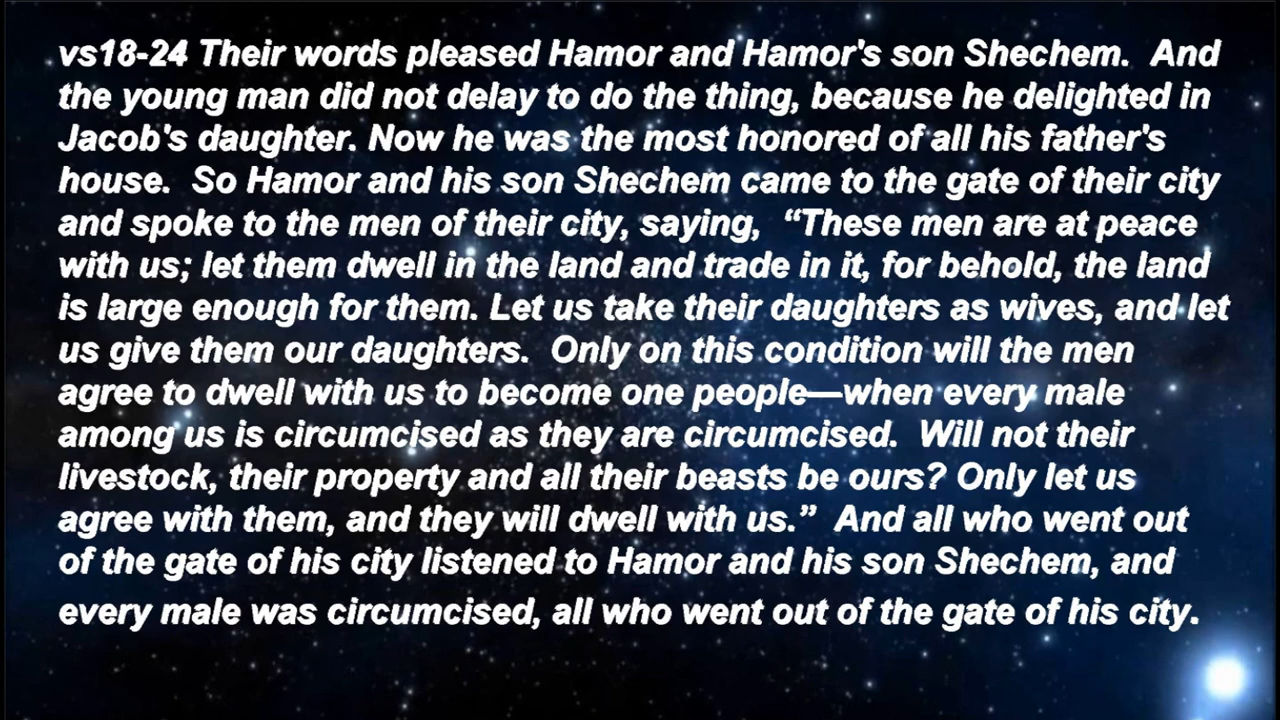 vs18-24 Their words pleased Hamor and Hamor's son Shechem.  And
the young man did not delay to do the thing, because he delighted in
Jacob's daughter. Now he was the most honored of all his father's
house.  So Hamor and his son Shechem came to the gate of their city
and spoke to the men of their city, saying,  “These men are at peace
with us; let them dwell in the land and trade in it, for behold, the land
is large enough for them. Let us take their daughters as wives, and let
us give them our daughters.  Only on this condition will the men
agree to dwell with us to become one people—when every male
among us is circumcised as they are circumcised.  Will not their
livestock, their property and all their beasts be ours? Only let us
agree with them, and they will dwell with us.”  And all who went out
of the gate of his city listened to Hamor and his son Shechem, and
every male was circumcised, all who went out of the gate of his city.